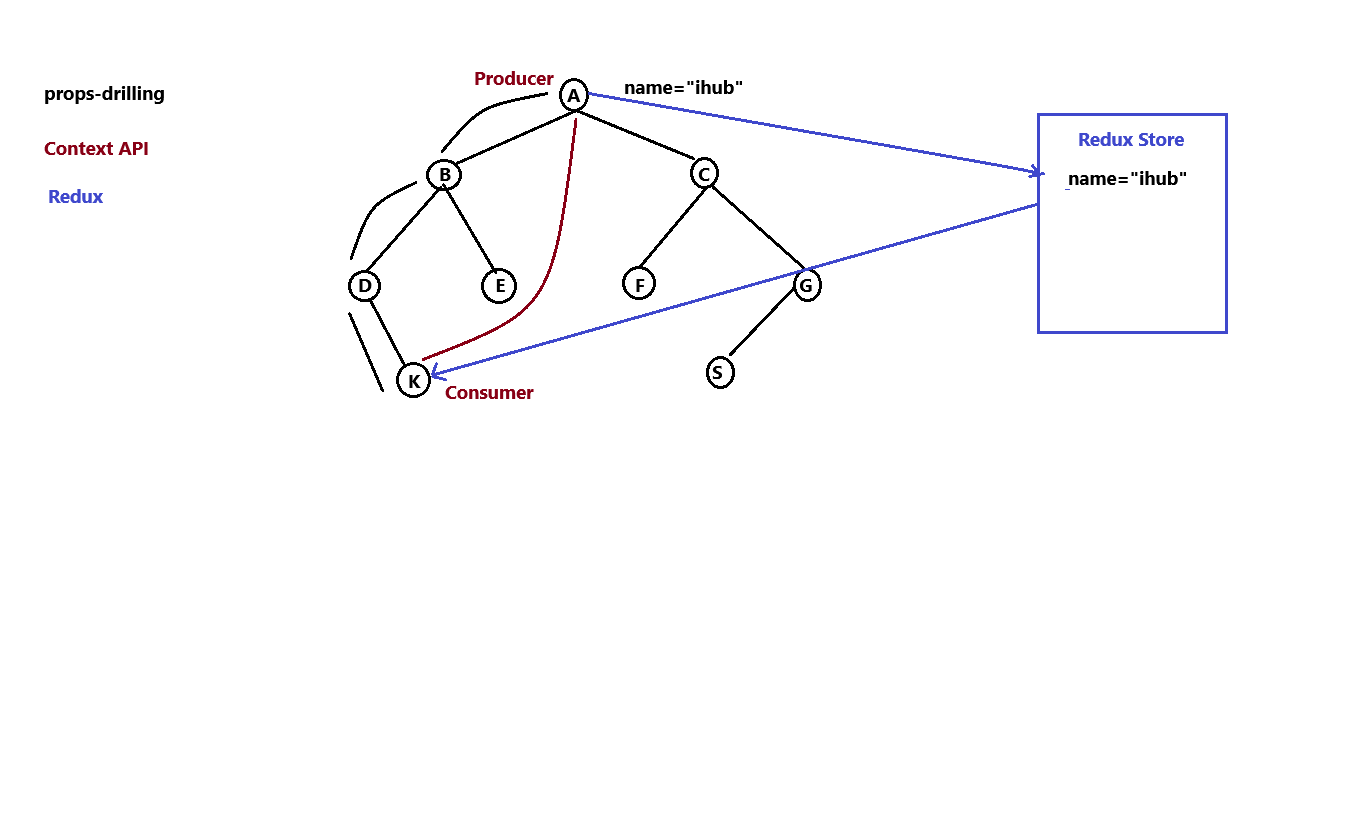 props-drilling
Context API
Redux
Producer
A
name="ihub"
B
C
D
E
F
G
K
Consumer
S
Redux Store
name="ihub"